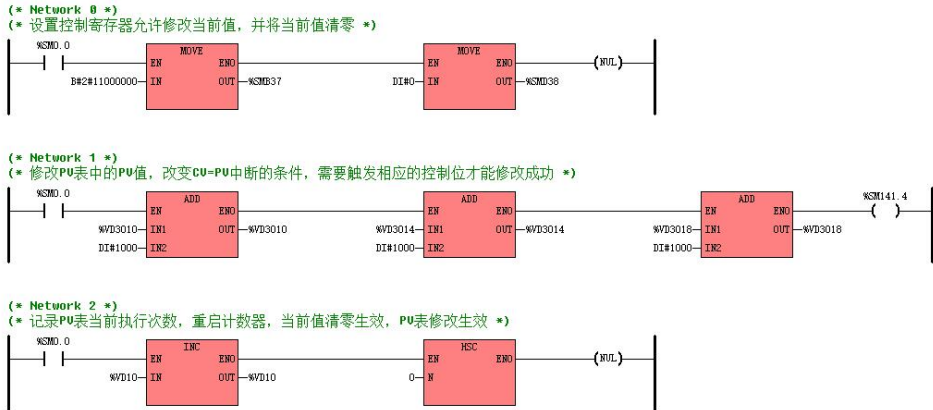 (* Network 0 *)
(* 设置控制寄存器允许修改当前值，并将当前值清零 *)
%SM0.0
MOVE MOVE
EN ENO EN ENO (NUL)
B#2#11000000 IN OUT %SMB37 DI#0 IN OUT %SMD38
(* Network 1 *)
(* 修改PV表中的PV值，改变CV=PV中断的条件，需要触发相应的控制位才能修改成功 *)
%SM0.0 ADD ADD ADD %SM141.4
EN ENO EN ENO EN ENO ( )
%VD3010 IN1 OUT %VD3010 %VD3014 IN1 OUT %VD3014 %VD3018 IN1 OUT %VD3018
DI#1000 IN2 DI#1000 IN2 DI#1000 IN2
(* Network 2 *)
(* 记录PV表当前执行次数，重启计数器，当前值清零生效，PV表修改生效 *)
%SM0.0 INC HSC
EN ENO EN ENO (NUL)
%VD10 IN OUT %VD10 0 N